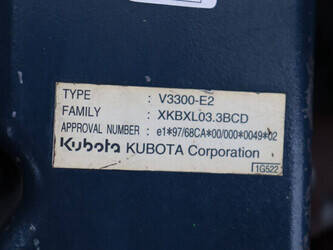 TYPE : V3300-E2
FAMILY : XKBXL03.3BCD
APPROVAL NUMBER : e1*97/68CA*00/000*0049*02
Kubota KUBOTA Corporation
1G522